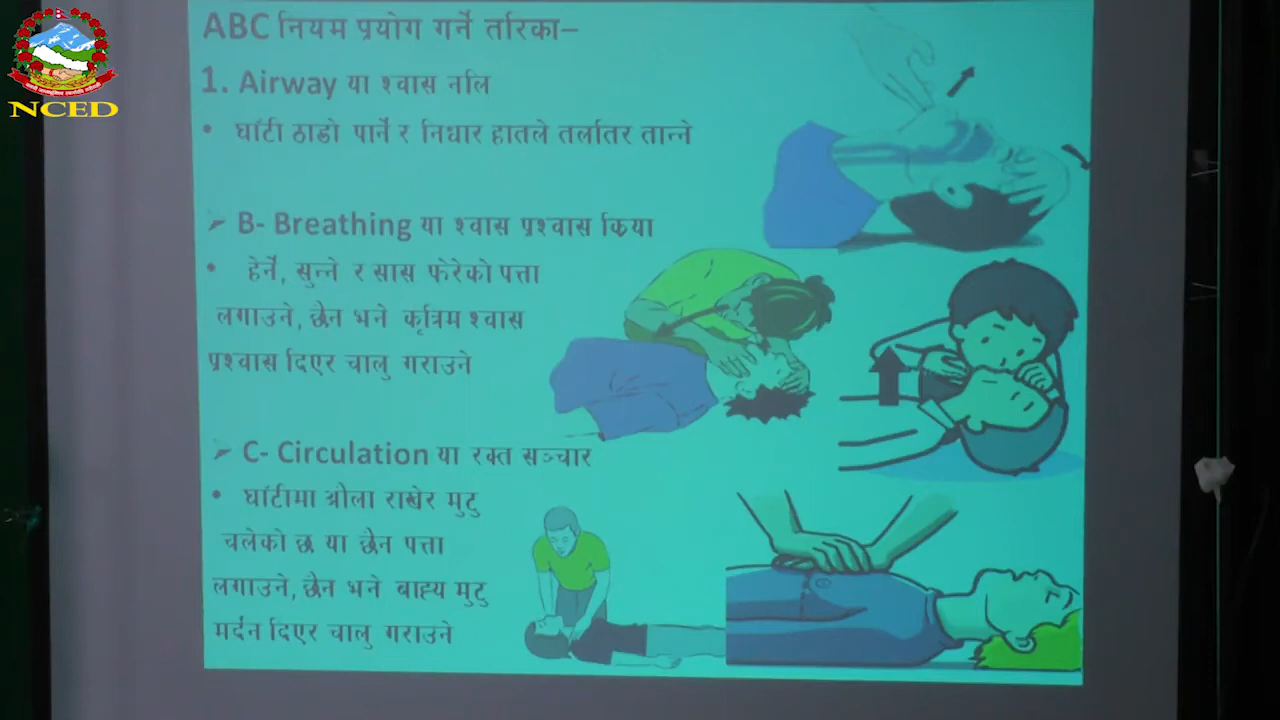 NCED
ABC नियम प्रयोग गर्ने तरिका–
1. Airway या श्वास नलि
• घाँटी ठाडो पार्ने र निधार हातले तलतिर तान्ने
➢ B- Breathing या श्वास प्रश्वास क्रिया
• हेर्ने, सुन्ने र सास फेरेको पत्ता
लगाउने, छैन भने कृत्रिम श्वास
प्रश्वास दिएर चालु गराउने
➢ C- Circulation या रक्त सञ्चार
• घाँटीमा औला राखेर मुटु
चलेको छ या छैन पत्ता
लगाउने, छैन भने बाह्य मुटु
मर्दन दिएर चालु गराउने